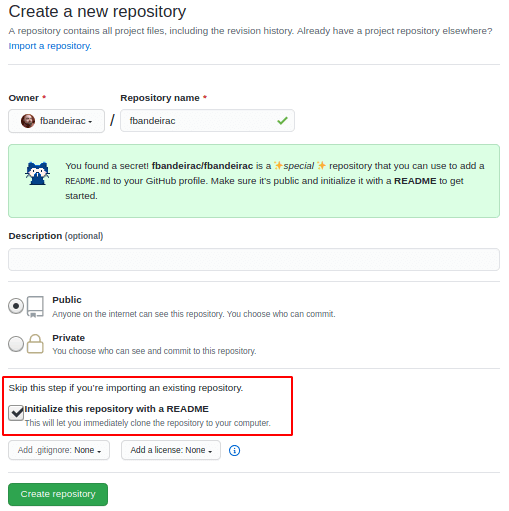 Create a new repository
A repository contains all project files, including the revision history. Already have a project repository elsewhere?
Import a repository.
Owner * Repository name *
fbandeirac / fbandeirac
You found a secret! fbandeirac/fbandeirac is a ✨special✨ repository that you can use to add a
README.md to your GitHub profile. Make sure it's public and initialize it with a README to get
started.
Description (optional)
Public
Anyone on the internet can see this repository. You choose who can commit.
Private
You choose who can see and commit to this repository.
Skip this step if you're importing an existing repository.
Initialize this repository with a README
This will let you immediately clone the repository to your computer.
Add .gitignore: None Add a license: None
Create repository